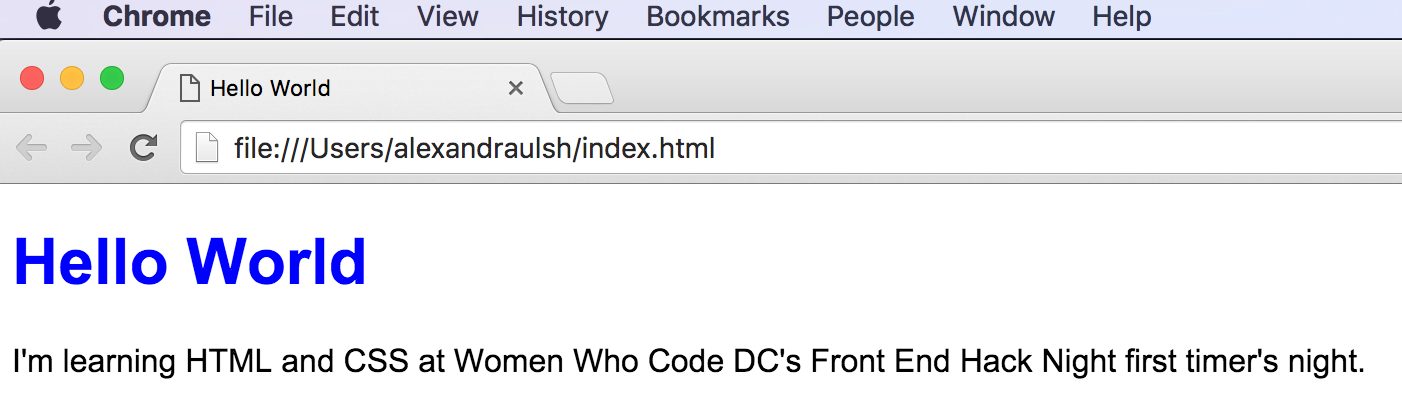 Chrome File Edit View History Bookmarks People Window Help
Hello World
file:///Users/alexandraulsh/index.html
Hello World
I'm learning HTML and CSS at Women Who Code DC's Front End Hack Night first timer's night.